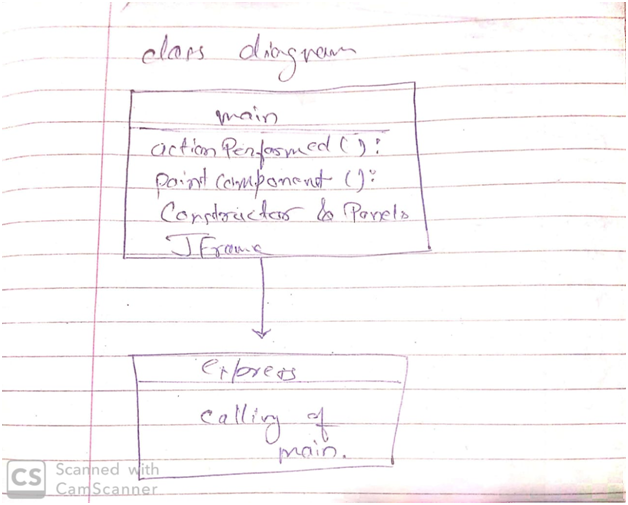 class diagram
main
actionPerformed ( ):
paint component ():
Constructor & Panels
JFrame
express
calling of
main.
CS Scanned with
CamScanner